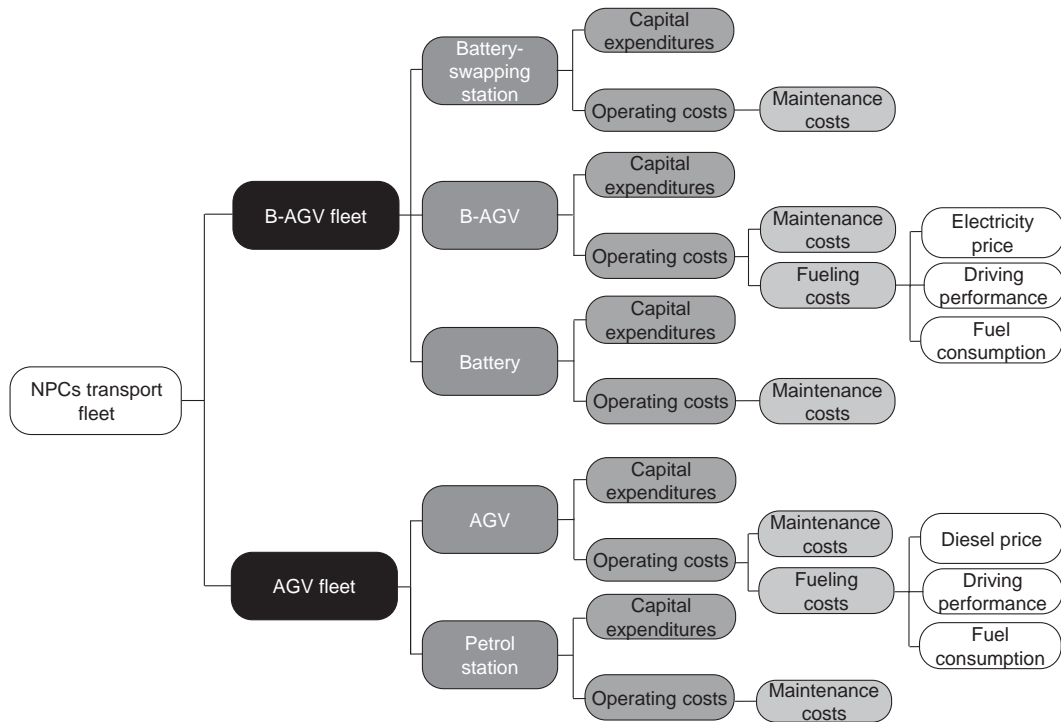 Capital
expenditures
Battery-
swapping
station
Operating costs
Maintenance
costs
Capital
expenditures
B-AGV fleet
B-AGV
Maintenance
costs
Electricity
price
Operating costs
Fueling
costs
Driving
performance
Capital
expenditures
Fuel
consumption
Battery
NPCs transport
fleet
Operating costs
Maintenance
costs
Capital
expenditures
AGV
Maintenance
costs
Diesel price
Operating costs
AGV fleet
Fueling
costs
Driving
performance
Capital
expenditures
Fuel
consumption
Petrol
station
Operating costs
Maintenance
costs